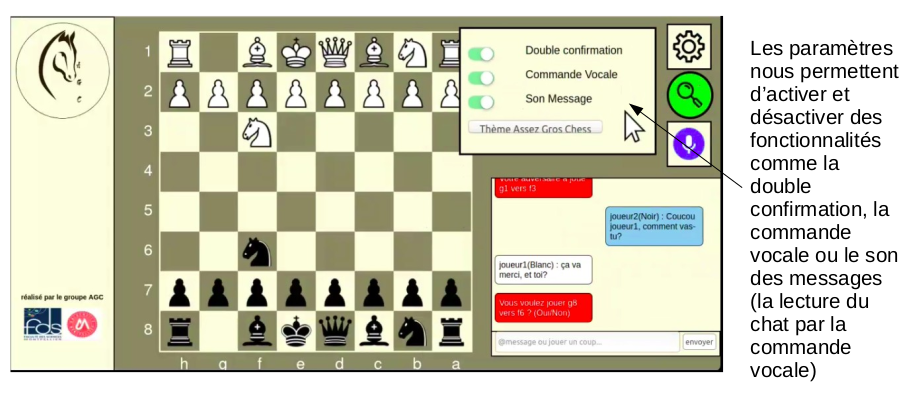 d
a
c
1
2
3
4
5
6
7
8
h
g
f
e
d
c
b
a
réalisé par le groupe AGC
fds
Double confirmation
Commande Vocale
Son Message
Thème Assez Gros Chess
Votre adversaire a joué
g1 vers f3
joueur2(Noir) : Coucou
joueur1, comment vas-
tu?
joueur1(Blanc) : ça va
merci, et toi?
Vous voulez jouer g8
vers f6 ? (Oui/Non)
@message ou jouer un coup...
envoyer
Les paramètres
nous permettent
d’activer et
désactiver des
fonctionnalités
comme la
double
confirmation, la
commande
vocale ou le son
des messages
(la lecture du
chat par la
commande
vocale)